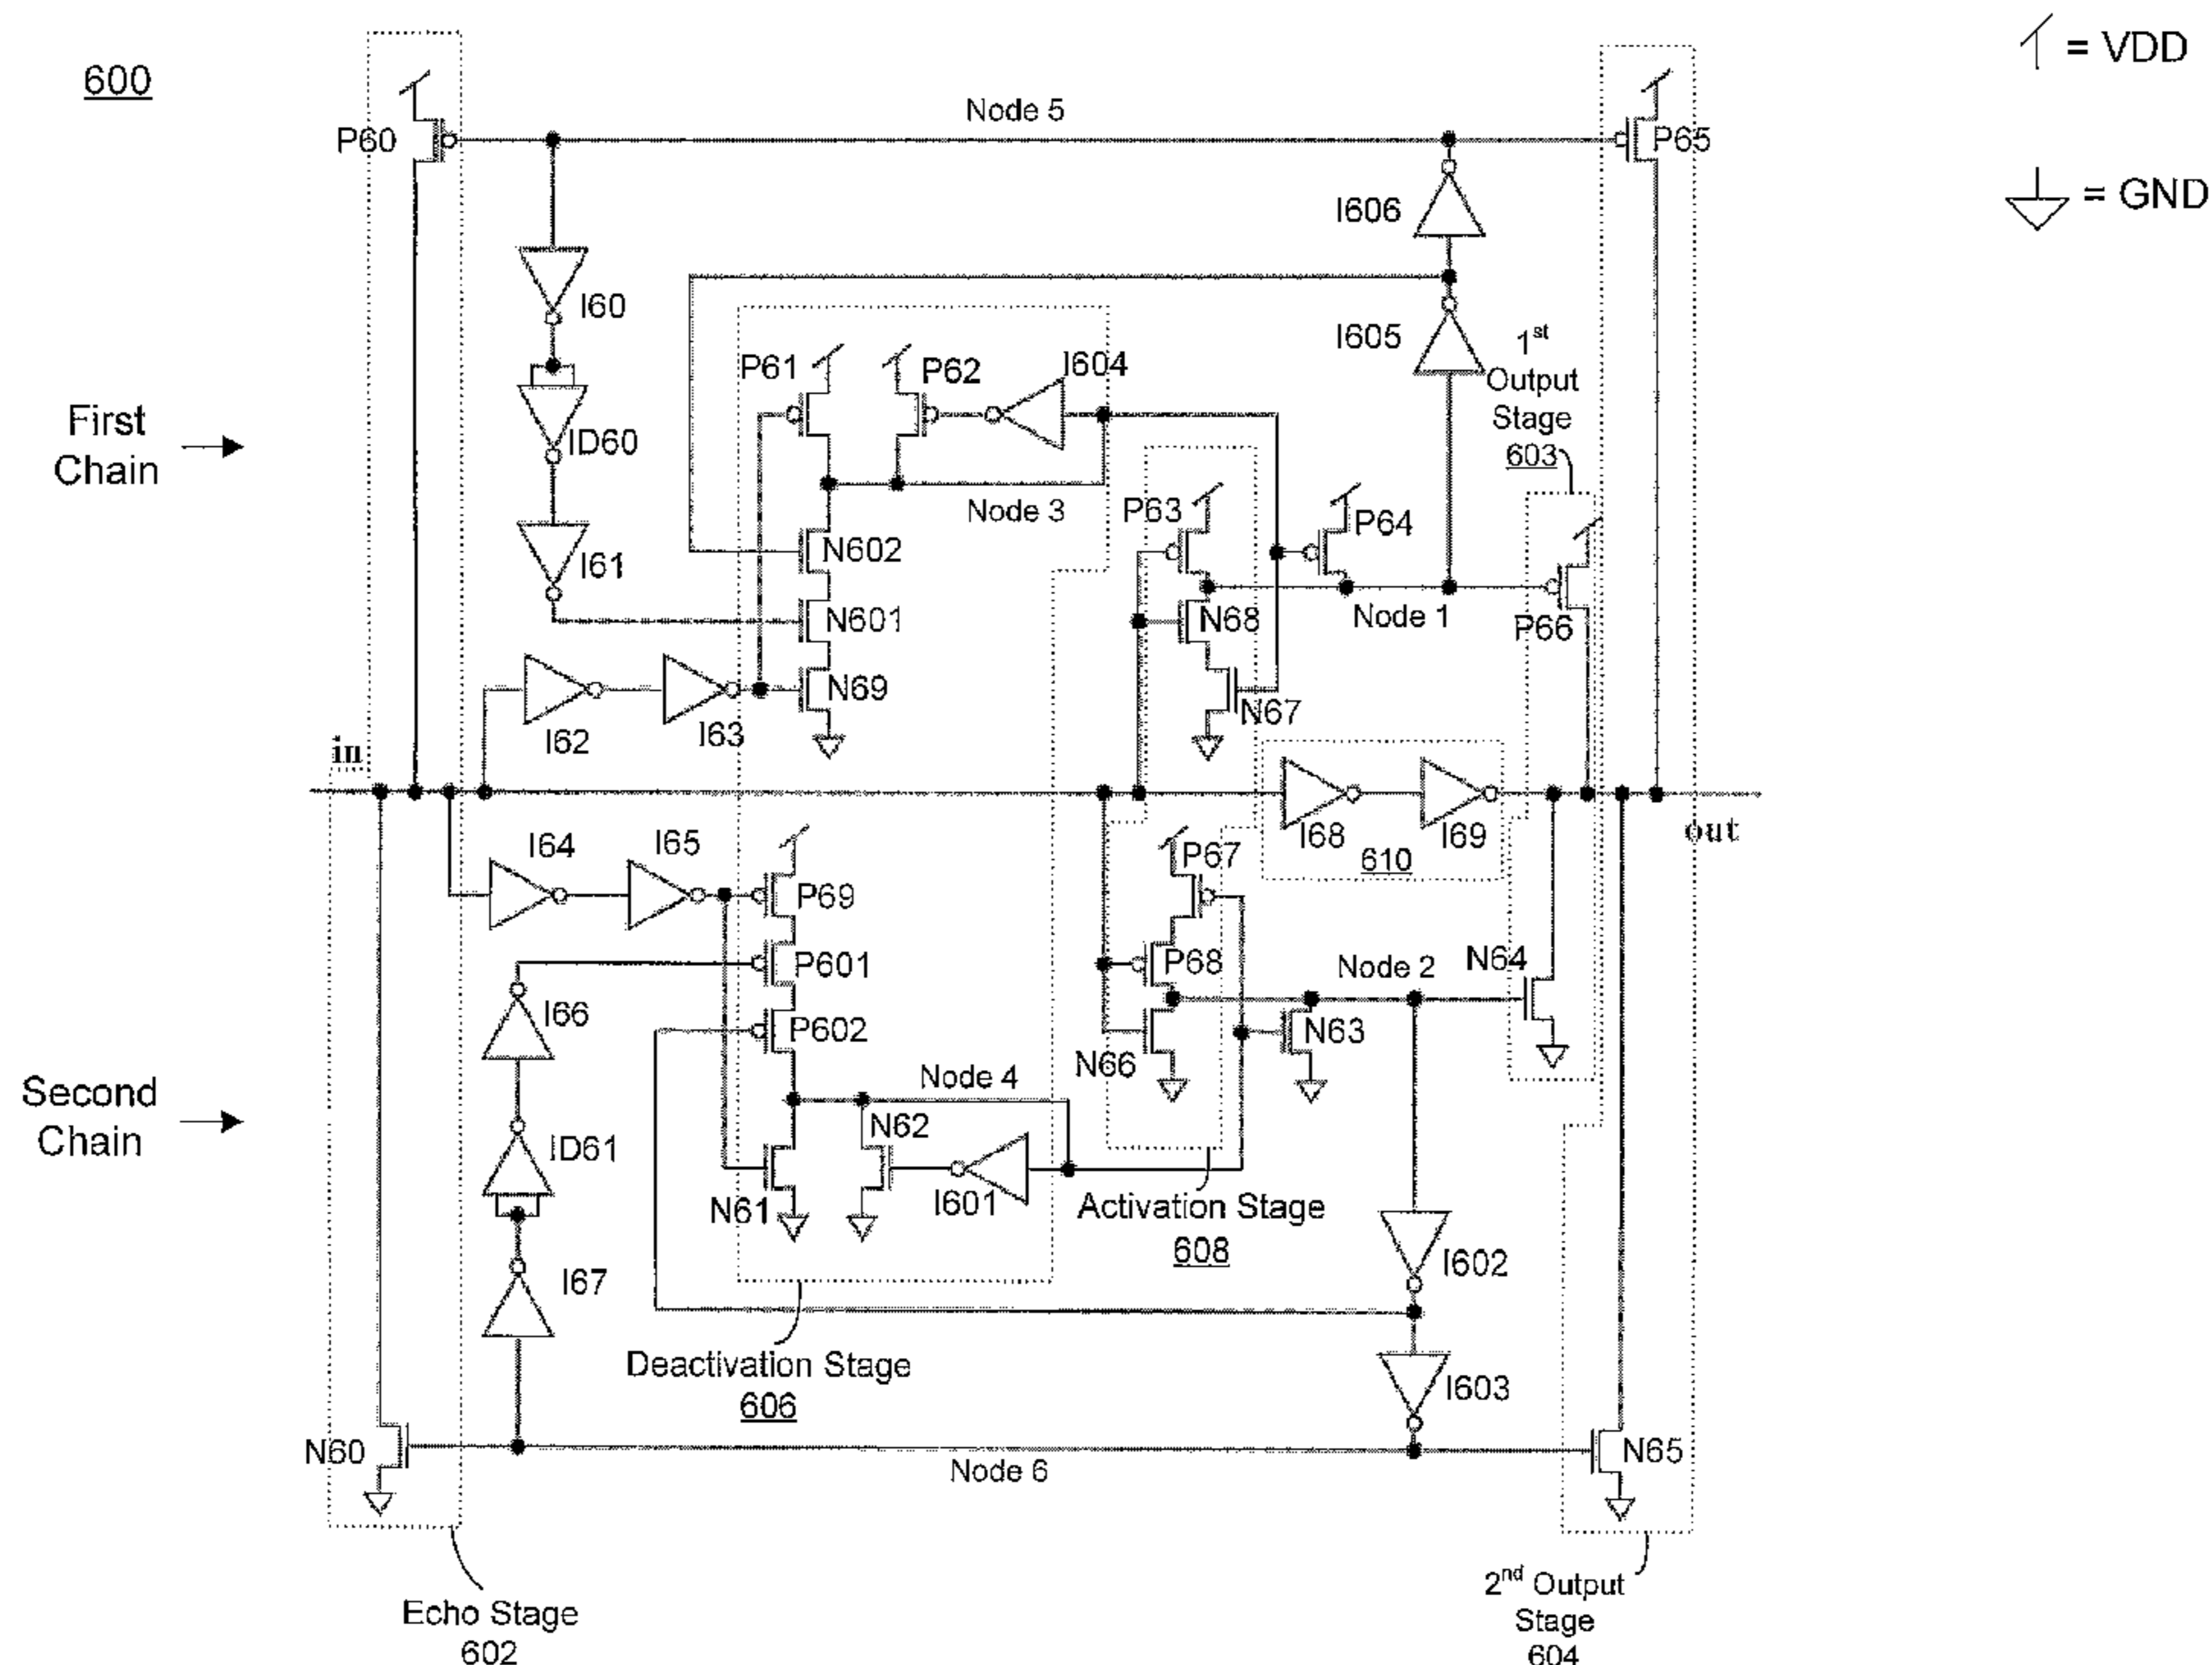 600
= VDD
= GND
First
Chain
Second
Chain
Node 5
P60
P65
I606
I60
I605
1st
Output
Stage
603
P61
P62
I604
ID60
Node 3
P63
P64
N602
I61
N68
Node 1
P66
N601
N69
N67
I62
I63
in
out
I64
I65
I68
I69
610
P67
P69
P601
P68
Node 2
N64
I66
P602
N66
N63
ID61
Node 4
N62
N61
I601
Activation Stage
608
I602
I67
Deactivation Stage
606
I603
N60
Node 6
N65
Echo Stage
602
2nd Output
Stage
604